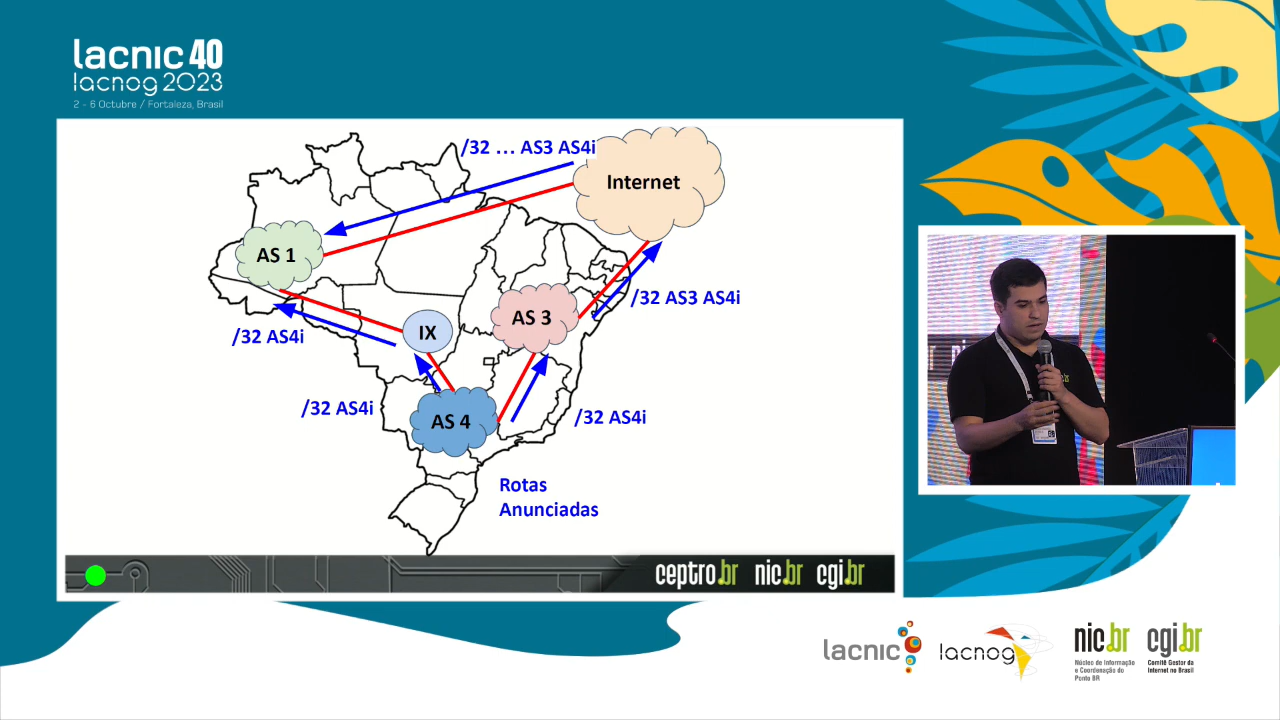 lacnic 40
lacnog 2023
2 - 6 Octubre / Fortaleza, Brasil
/32 ... AS3 AS4i
Internet
AS 1
/32 AS3 AS4i
AS 3
IX
/32 AS4i
/32 AS4i
AS 4
/32 AS4i
Rotas
Anunciadas
ceptro.br nic.br cgi.br
lacnic
lacnog
nic.br
Núcleo de Informação
e Coordenação do
Ponto BR
cgi.br
Comitê Gestor da
Internet no Brasil